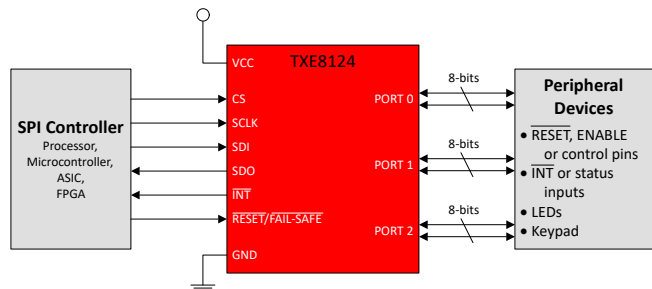 TXE8124
VCC
CS
SCLK
SDI
SDO
INT
RESET/FAIL-SAFE
GND
PORT 0
PORT 1
PORT 2
SPI Controller
Processor,
Microcontroller,
ASIC,
FPGA
8-bits
8-bits
8-bits
Peripheral
Devices
• RESET, ENABLE
or control pins
• INT or status
inputs
• LEDs
• Keypad